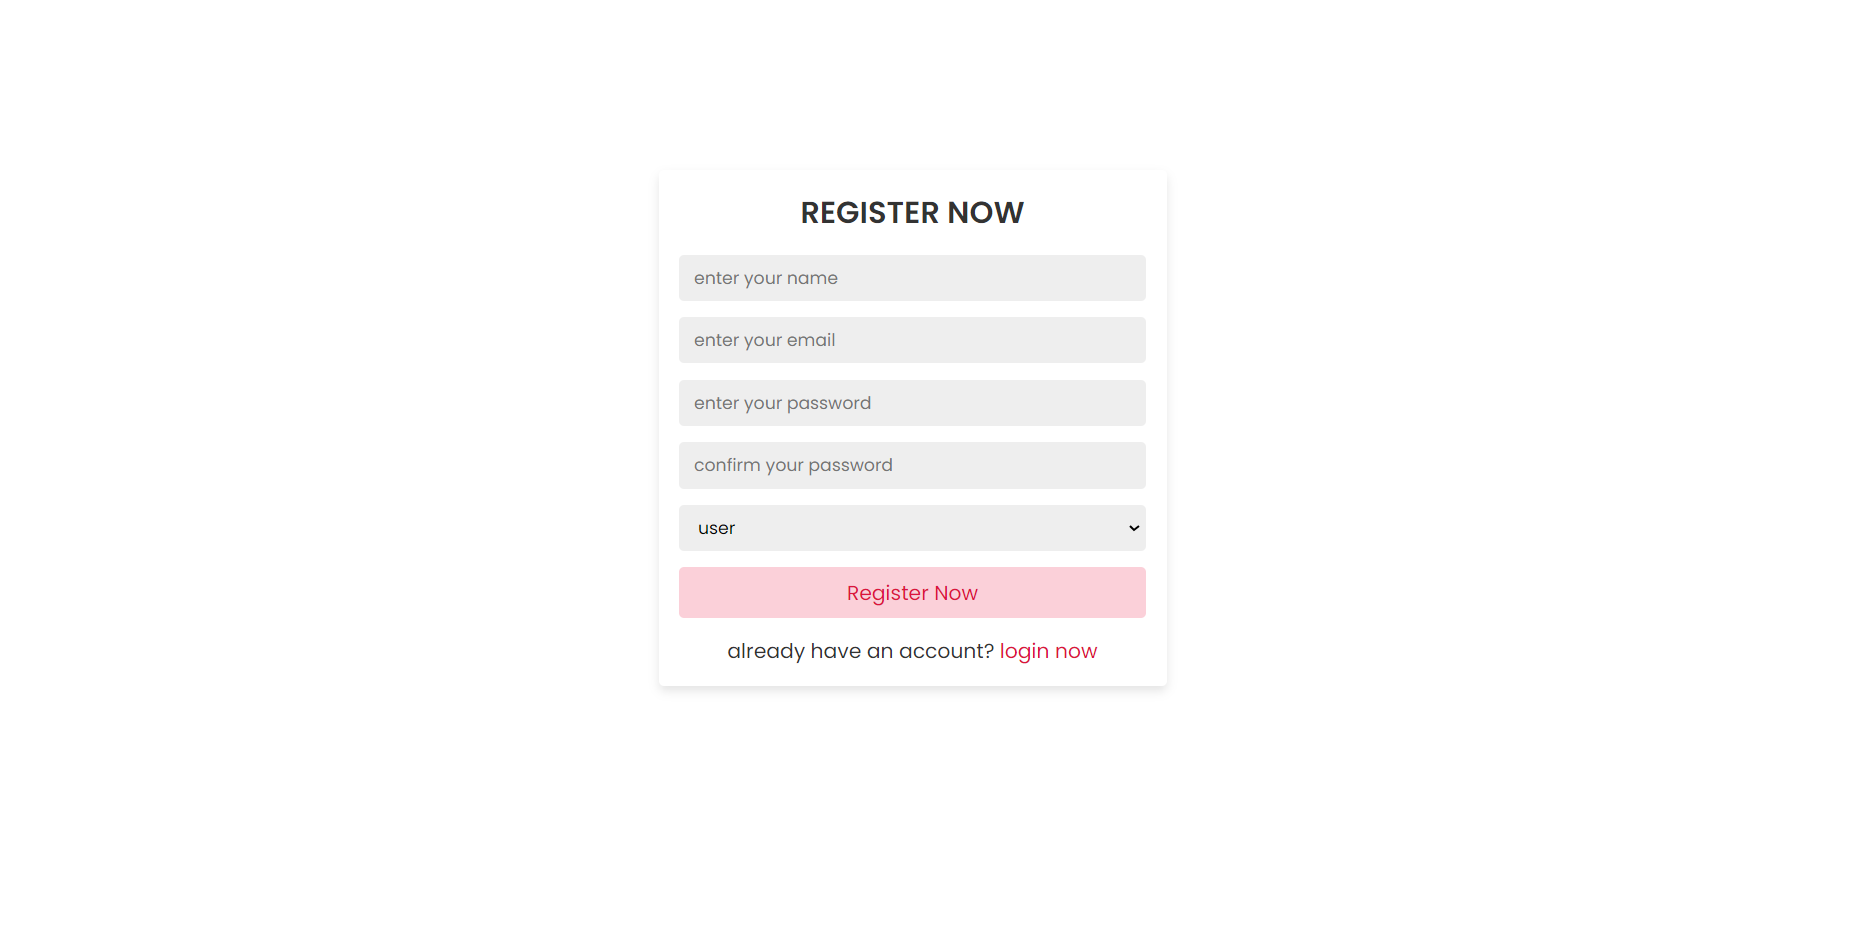 REGISTER NOW
enter your name
enter your email
enter your password
confirm your password
user
Register Now
already have an account? login now